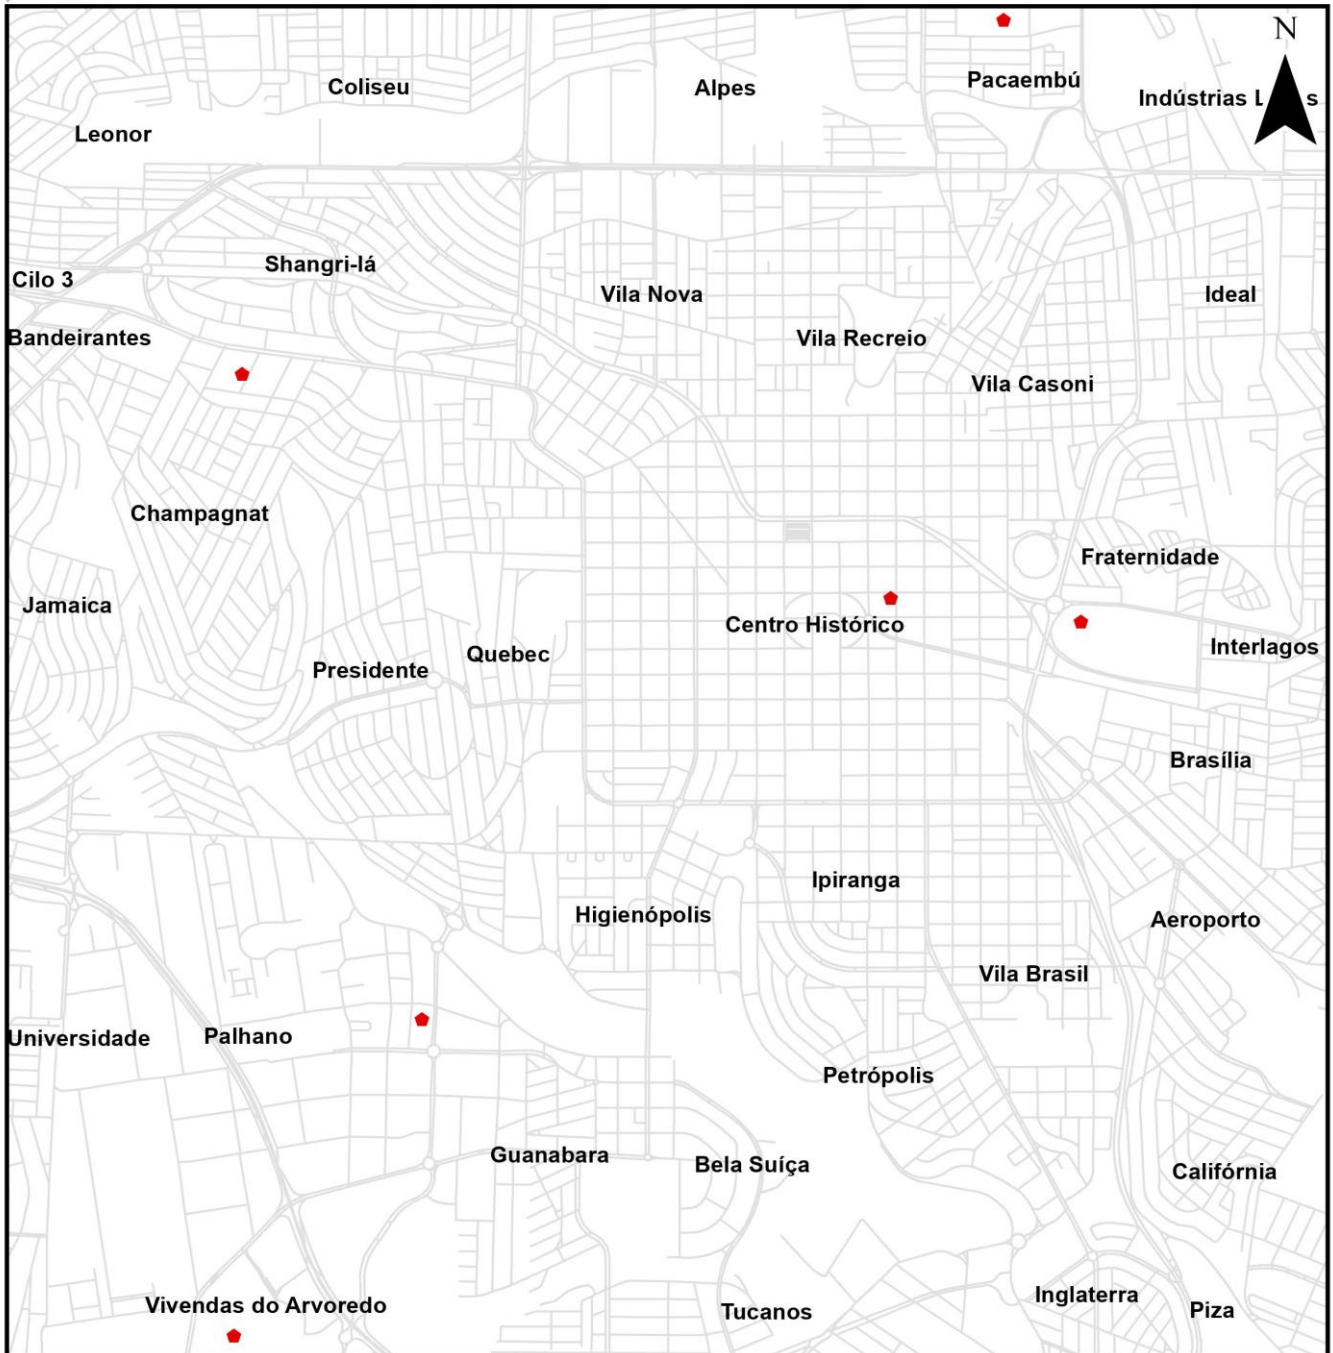 N
Coliseu
Alpes
Pacaembú
Indústrias L s
Leonor
Shangri-lá
Cilo 3
Vila Nova
Ideal
Bandeirantes
Vila Recreio
Vila Casoni
Champagnat
Fraternidade
Jamaica
Centro Histórico
Interlagos
Quebec
Presidente
Brasília
Ipiranga
Higienópolis
Aeroporto
Vila Brasil
Universidade
Palhano
Petrópolis
Guanabara
Bela Suíça
Califórnia
Inglaterra
Vivendas do Arvoredo
Tucanos
Piza